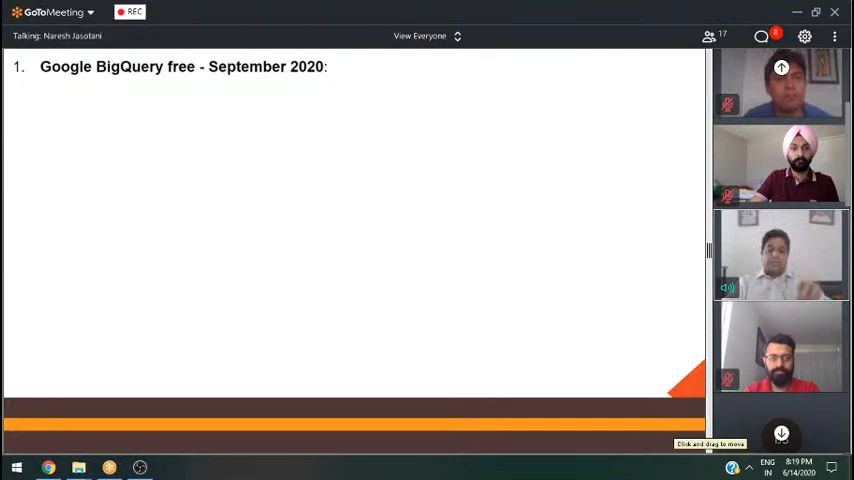 GoToMeeting
REC
Talking: Naresh Jasotani
View Everyone
17
8
1. Google BigQuery free - September 2020:
Click and drag to move
ENG
IN
8:19 PM
6/14/2020